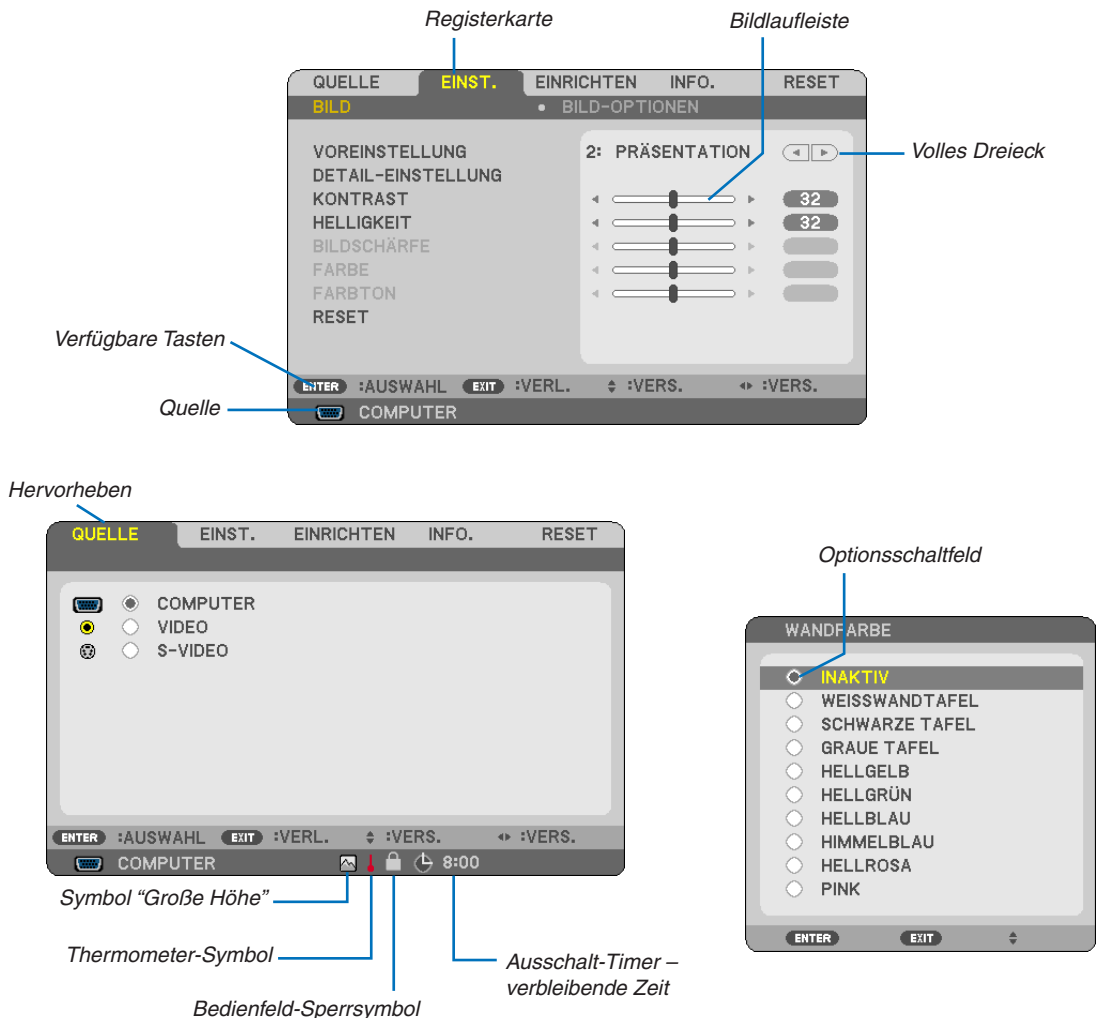 Registerkarte
Bildlaufleiste
QUELLE EINST. EINRICHTEN INFO. RESET
BILD • BILD-OPTIONEN
VOREINSTELLUNG 2: PRÄSENTATION
Volles Dreieck
DETAIL-EINSTELLUNG
KONTRAST 32
HELLIGKEIT 32
BILDSCHÄRFE
FARBE
FARBTON
RESET
Verfügbare Tasten
ENTER :AUSWAHL EXIT :VERL. :VERS. :VERS.
Quelle
COMPUTER
Hervorheben
QUELLE EINST. EINRICHTEN INFO. RESET
COMPUTER
VIDEO
S-VIDEO
ENTER :AUSWAHL EXIT :VERL. :VERS. :VERS.
COMPUTER 8:00
Symbol “Große Höhe”
Thermometer-Symbol
Bedienfeld-Sperrsymbol
Ausschalt-Timer –
verbleibende Zeit
Optionsschaltfeld
WANDFARBE
INAKTIV
WEISSWANDTAFEL
SCHWARZE TAFEL
GRAUE TAFEL
HELLGELB
HELLGRÜN
HELLBLAU
HIMMELBLAU
HELLROSA
PINK
ENTER EXIT